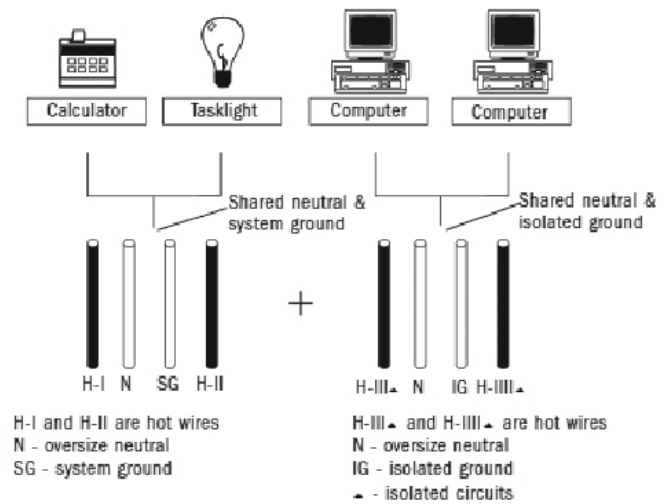 Calculator
Tasklight
Computer
Computer
Shared neutral &
system ground
Shared neutral &
isolated ground
+
H-I N SG H-II
H-III▲ N IG H-IIII▲
H-I and H-II are hot wires
N - oversize neutral
SG - system ground
H-III▲ and H-IIII▲ are hot wires
N - oversize neutral
IG - isolated ground
▲ - isolated circuits